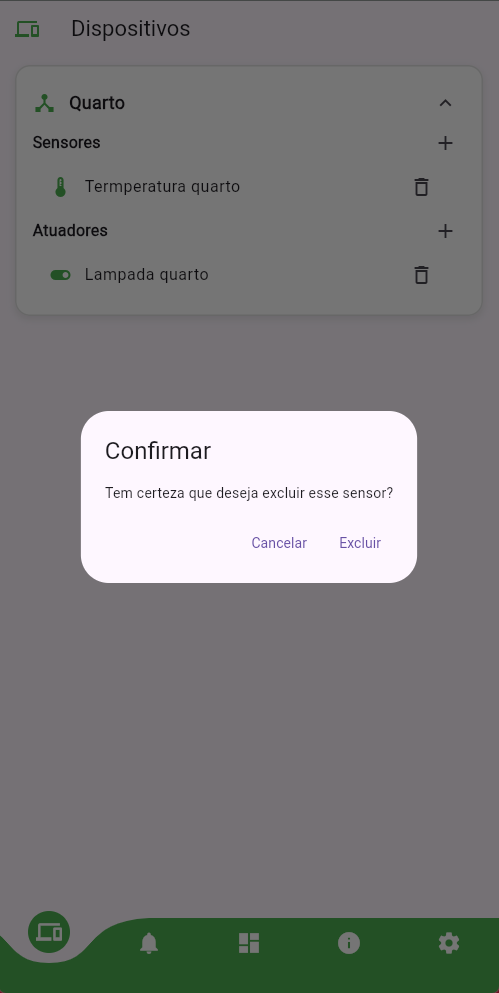 Dispositivos
Quarto
Sensores
Termperatura quarto
Atuadores
Lampada quarto
Confirmar
Tem certeza que deseja excluir esse sensor?
Cancelar Excluir